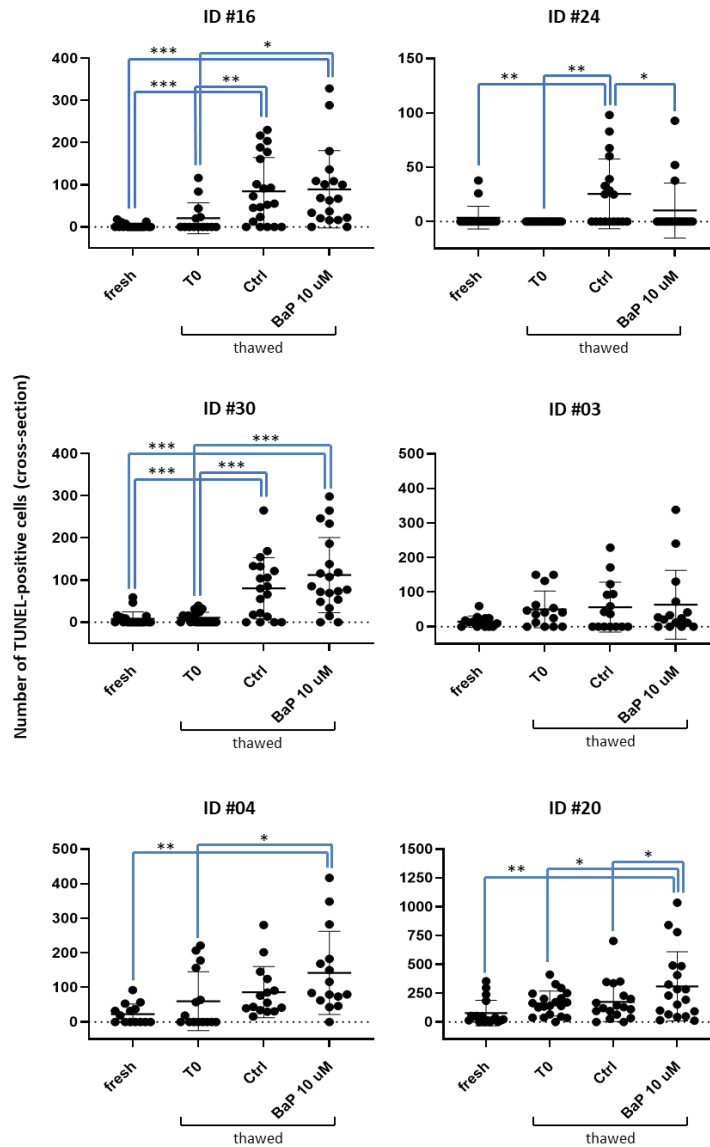 ID #16
400
300
200
100
0
***
*
***
**
fresh
T0
Ctrl
BaP 10 uM
thawed
ID #24
150
100
50
0
**
**
*
fresh
T0
Ctrl
BaP 10 uM
thawed
Number of TUNEL-positive cells (cross-section)
ID #30
400
300
200
100
0
***
***
***
***
fresh
T0
Ctrl
BaP 10 uM
thawed
ID #03
500
400
300
200
100
0
fresh
T0
Ctrl
BaP 10 uM
thawed
ID #04
500
400
300
200
100
0
**
*
fresh
T0
Ctrl
BaP 10 uM
thawed
ID #20
1500
1250
1000
750
500
250
0
**
*
*
fresh
T0
Ctrl
BaP 10 uM
thawed